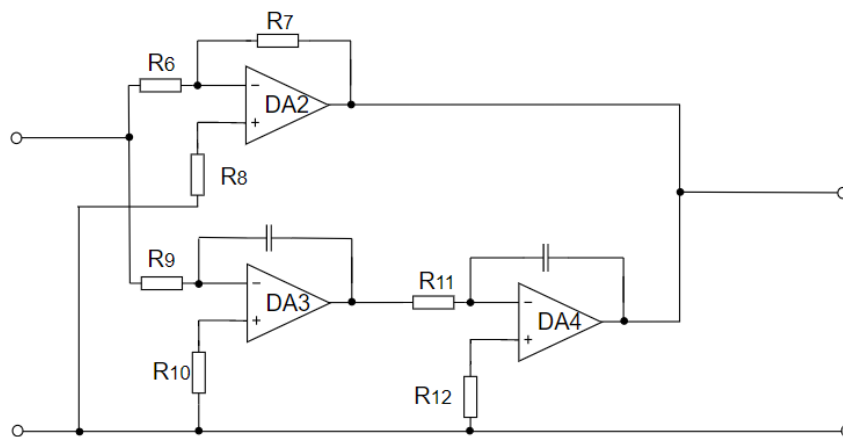 R7
R6
−
DA2
+
R8
R9
R11
−
DA3
+
−
DA4
+
R10
R12